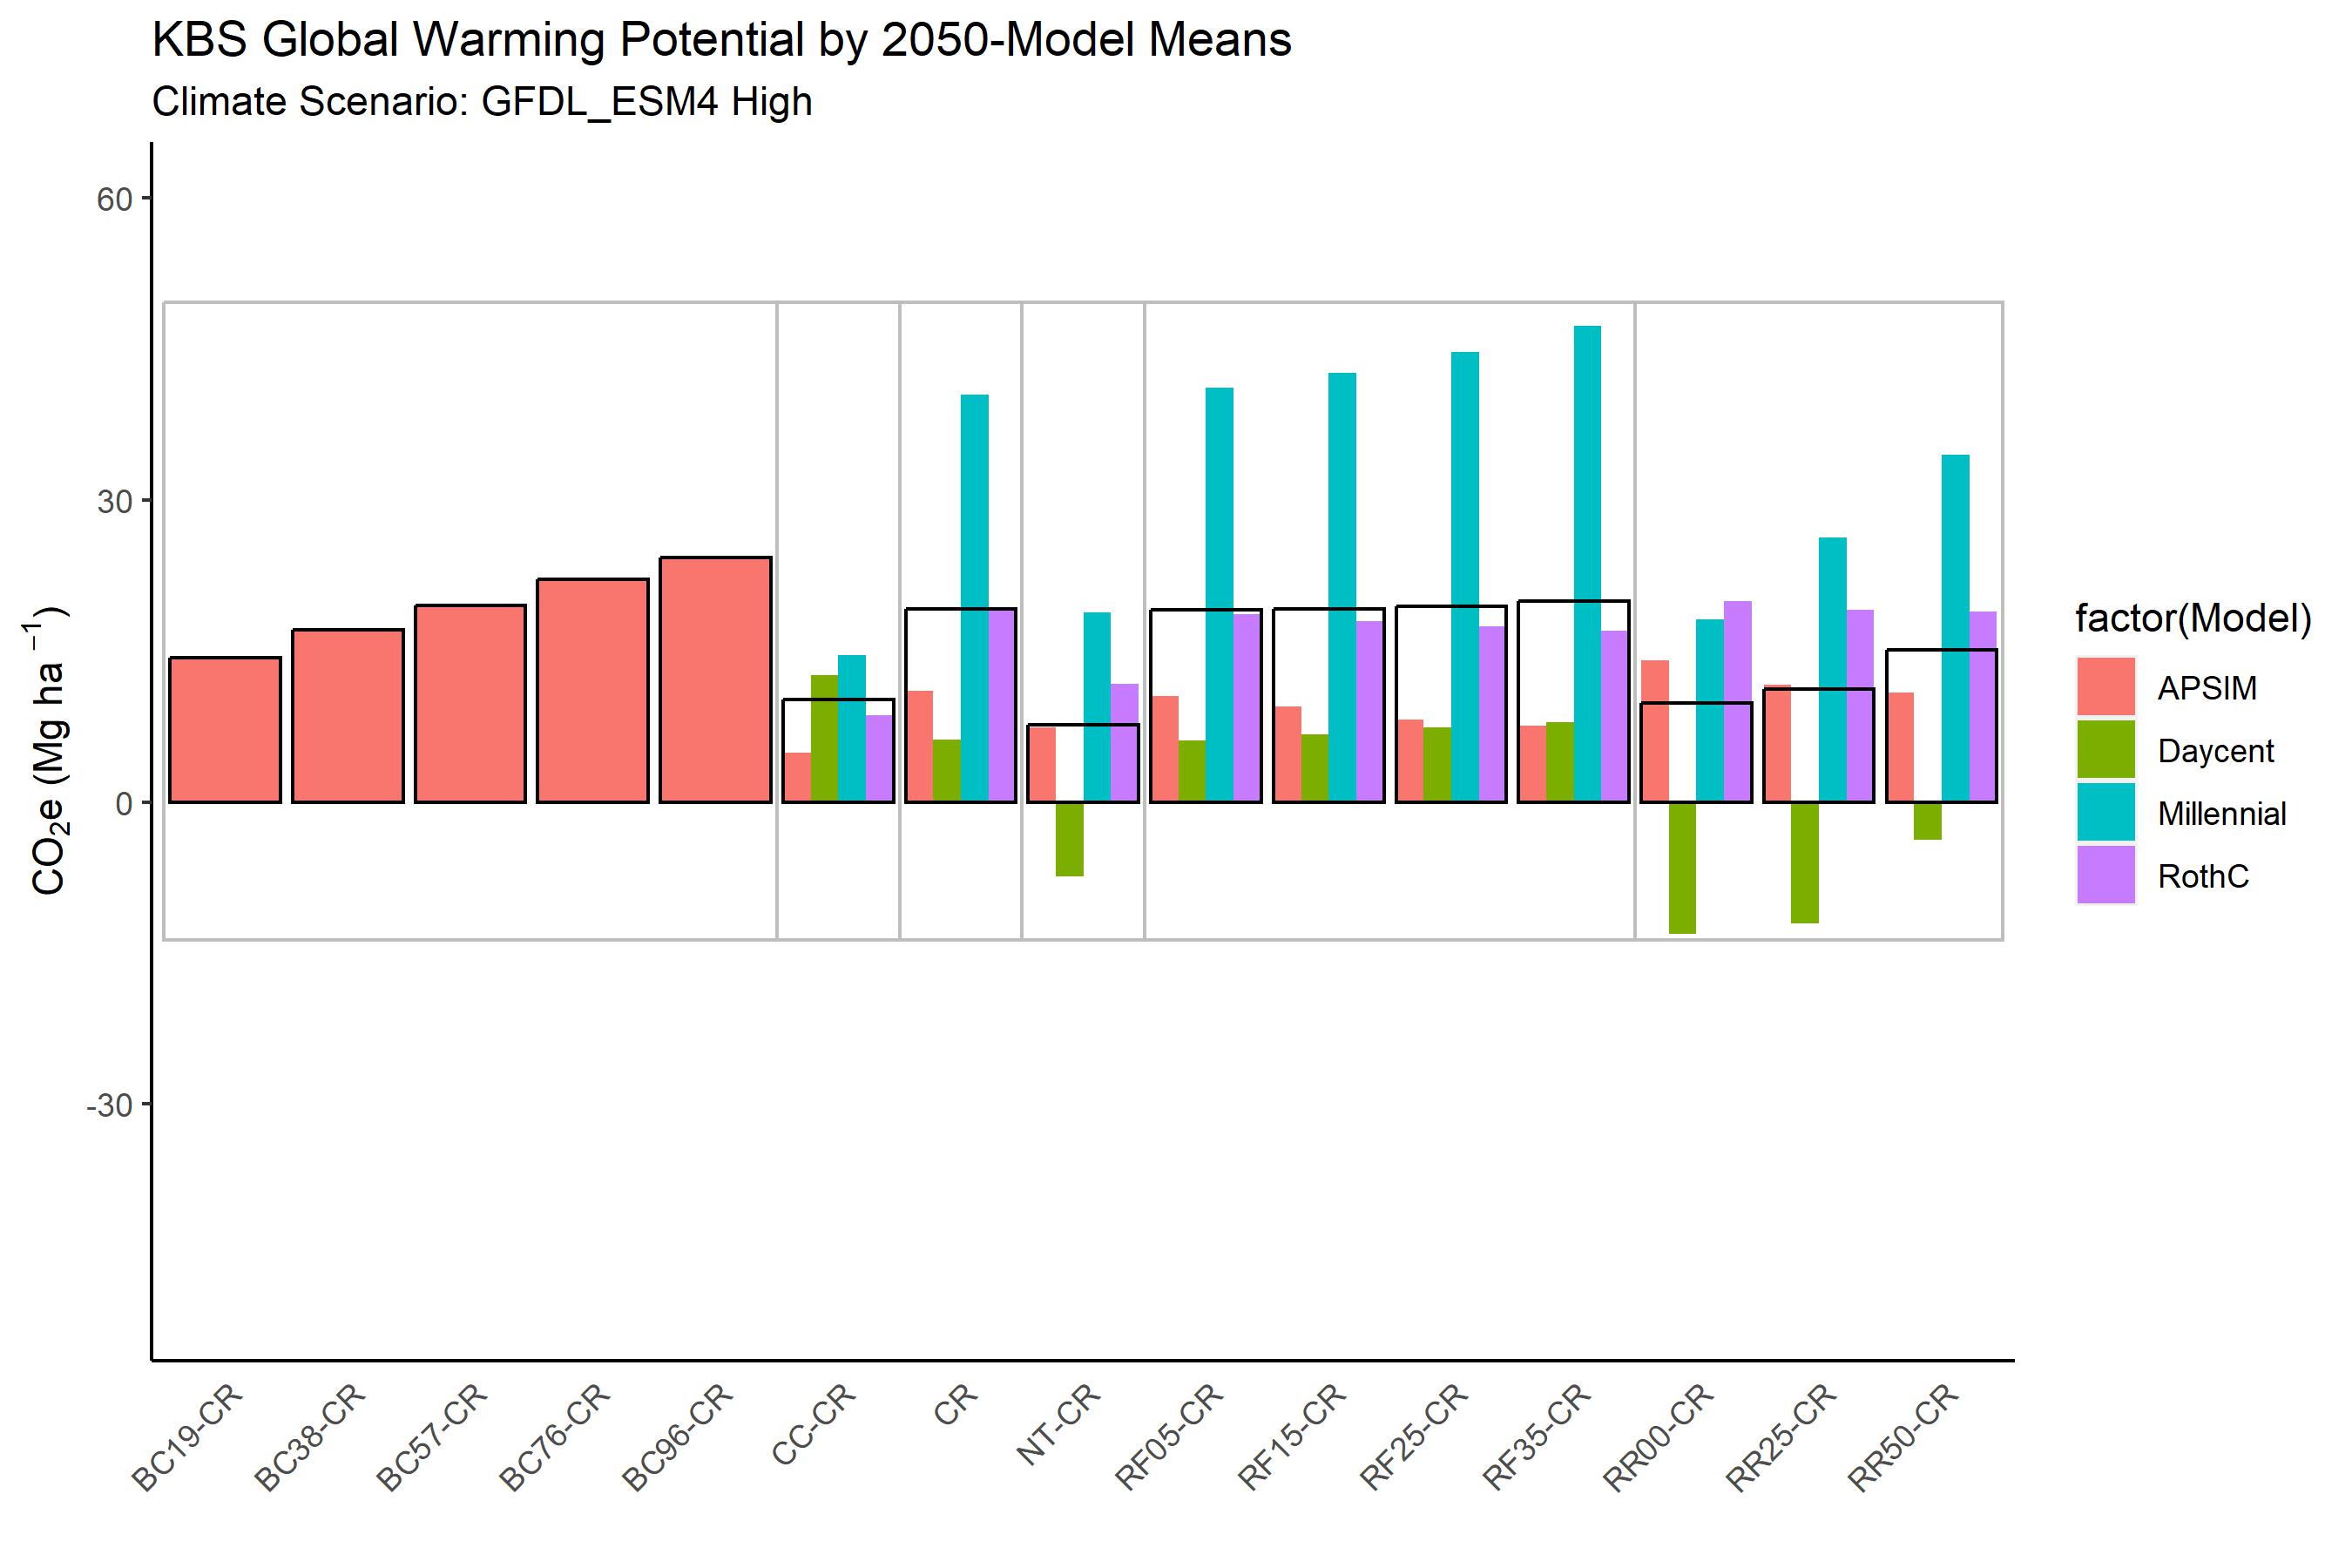 KBS Global Warming Potential by 2050-Model Means
Climate Scenario: GFDL_ESM4 High
60
30
0
-30
CO₂e (Mg ha ⁻¹)
BC19-CR
BC38-CR
BC57-CR
BC76-CR
BC96-CR
CC-CR
CR
NT-CR
RF05-CR
RF15-CR
RF25-CR
RF35-CR
RR00-CR
RR25-CR
RR50-CR
factor(Model)
APSIM
Daycent
Millennial
RothC